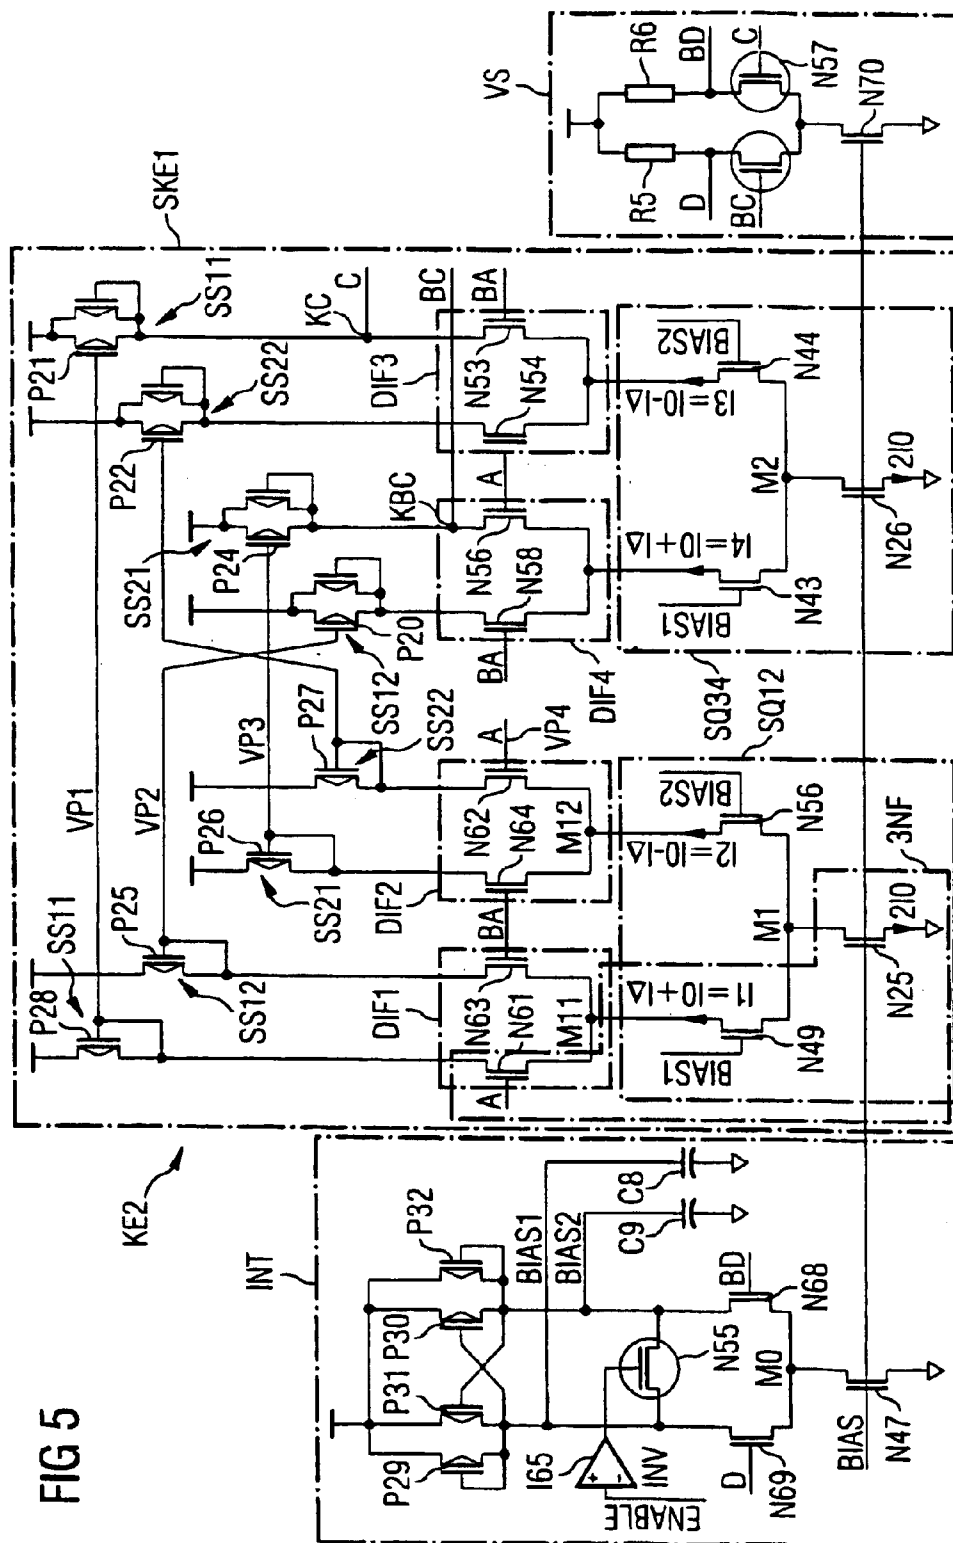 FIG 5
KE2
SKE1
INT
VS
P28
SS11
P25
SS12
VP1
VP2
P26
SS21
VP3
P27
SS22
SS12
P20
SS21
P24
P22
SS22
P21
SS11
KC
C
KBC
BC
DIF1
N63
N61
A
M11
BA
DIF2
N62
N64
M12
A
VP4
BA
DIF4
N56
N58
A
DIF3
N53
N54
BA
I1=I0+I∆
I2=I0-I∆
I4=I0+I∆
I3=I0-I∆
BIAS1
N49
M1
BIAS2
N56
SQ12
SQ34
BIAS1
N43
M2
BIAS2
N44
N25
2I0
3NF
N26
2I0
P29
P31
P30
P32
BIAS1
BIAS2
C9
C8
I65
INV
ENABLE
N55
D
N69
M0
BD
N68
BIAS
N47
R5
R6
D
BD
BC
C
N57
N70